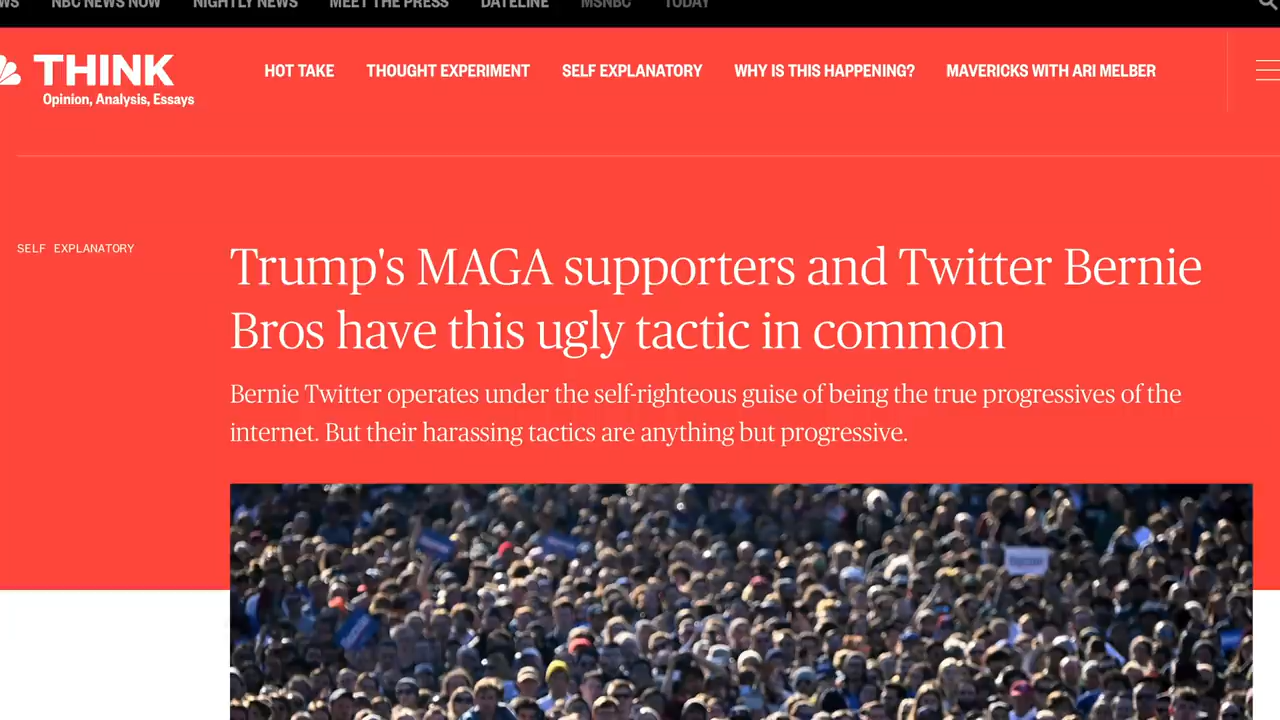 WS NBC NEWS NOW NIGHTLY NEWS MEET THE PRESS DATELINE MSNBC TODAY
THINK
Opinion, Analysis, Essays
HOT TAKE THOUGHT EXPERIMENT SELF EXPLANATORY WHY IS THIS HAPPENING? MAVERICKS WITH ARI MELBER
SELF EXPLANATORY
Trump's MAGA supporters and Twitter Bernie
Bros have this ugly tactic in common
Bernie Twitter operates under the self-righteous guise of being the true progressives of the
internet. But their harassing tactics are anything but progressive.